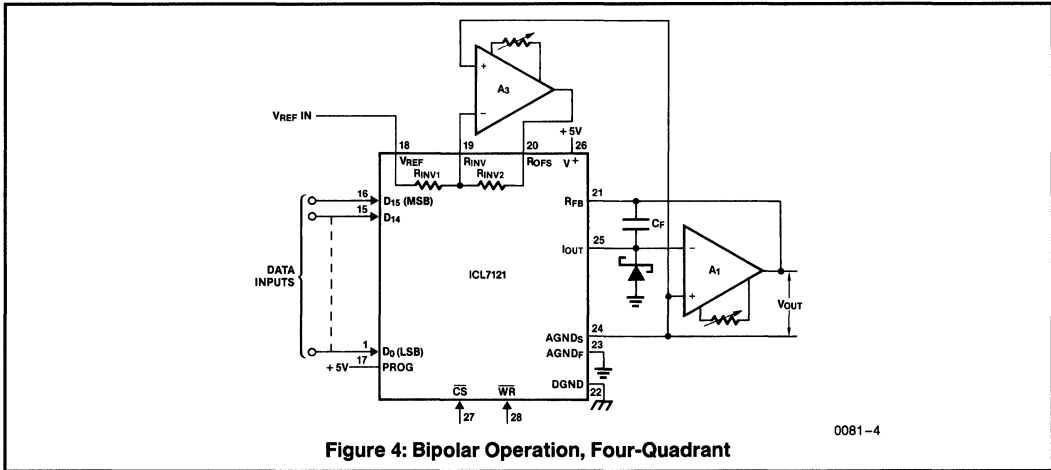 A3
+
−
VREF IN
18
19
20
+5V
26
VREF
RINV
ROFS
V+
RINV1
RINV2
16
D15 (MSB)
15
D14
DATA
INPUTS
ICL7121
1
D0 (LSB)
17
+5V
PROG
CS
WR
27
28
RFB
21
CF
IOUT
25
−
A1
+
VOUT
AGNDS
24
AGNDF
23
DGND
22
0081–4
Figure 4: Bipolar Operation, Four-Quadrant